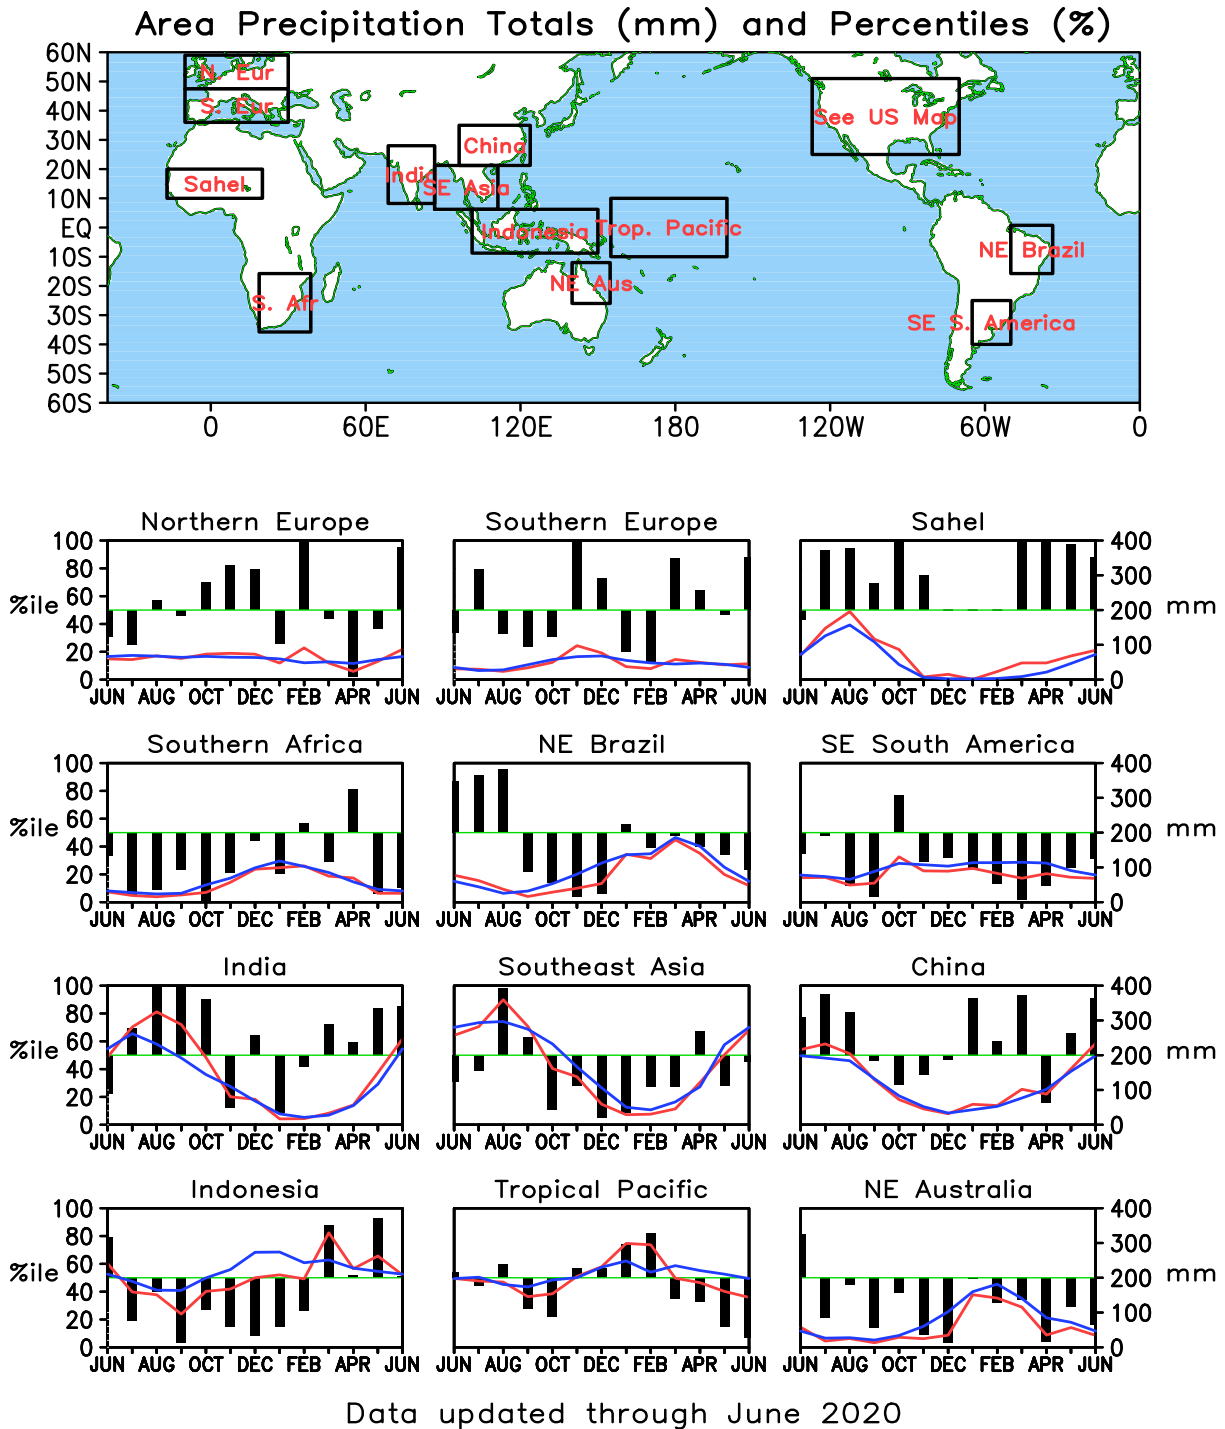 Area Precipitation Totals (mm) and Percentiles (%)
60N
50N
40N
30N
20N
10N
EQ
10S
20S
30S
40S
50S
60S
N. Eur
S. Eur
Sahel
S. Afr
India
China
SE Asia
Indonesia
Trop. Pacific
NE Aus
See US Map
NE Brazil
SE S. America
0 60E 120E 180 120W 60W 0
Northern Europe Southern Europe Sahel
100 80 60 40 20 0
%ile
400 300 200 100 0
mm
JUN AUG OCT DEC FEB APR JUN
JUN AUG OCT DEC FEB APR JUN
JUN AUG OCT DEC FEB APR JUN
Southern Africa NE Brazil SE South America
100 80 60 40 20 0
%ile
400 300 200 100 0
mm
JUN AUG OCT DEC FEB APR JUN
JUN AUG OCT DEC FEB APR JUN
JUN AUG OCT DEC FEB APR JUN
India Southeast Asia China
100 80 60 40 20 0
%ile
400 300 200 100 0
mm
JUN AUG OCT DEC FEB APR JUN
JUN AUG OCT DEC FEB APR JUN
JUN AUG OCT DEC FEB APR JUN
Indonesia Tropical Pacific NE Australia
100 80 60 40 20 0
%ile
400 300 200 100 0
mm
JUN AUG OCT DEC FEB APR JUN
JUN AUG OCT DEC FEB APR JUN
JUN AUG OCT DEC FEB APR JUN
Data updated through June 2020